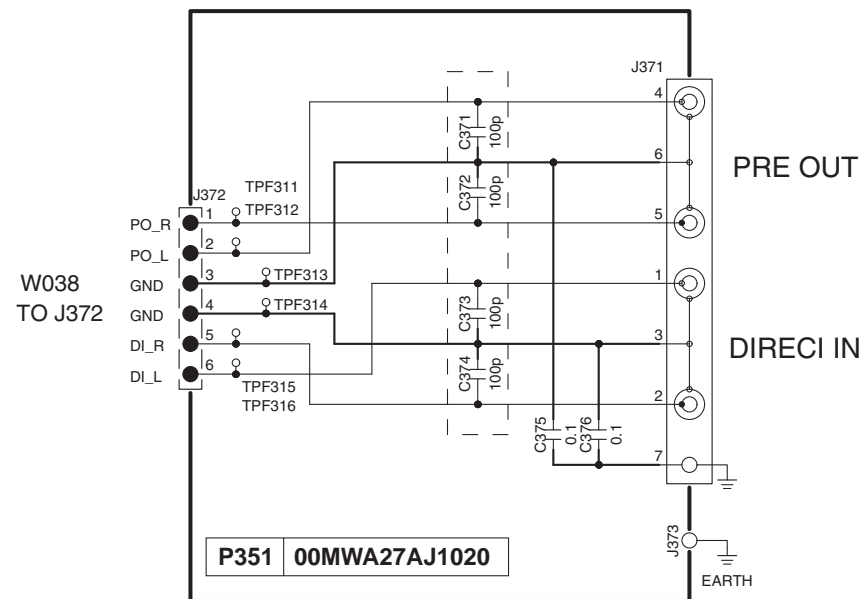 J371
4
C371
100p
6
PRE OUT
C372
100p
TPF311
J372
1
TPF312
5
PO_R
2
PO_L
1
W038
TO J372
3
TPF313
GND
4
TPF314
C373
100p
GND
3
DIRECI IN
5
DI_R
C374
100p
6
DI_L
TPF315
TPF316
2
C375
0.1
C376
0.1
7
J373
P351 00MWA27AJ1020
EARTH